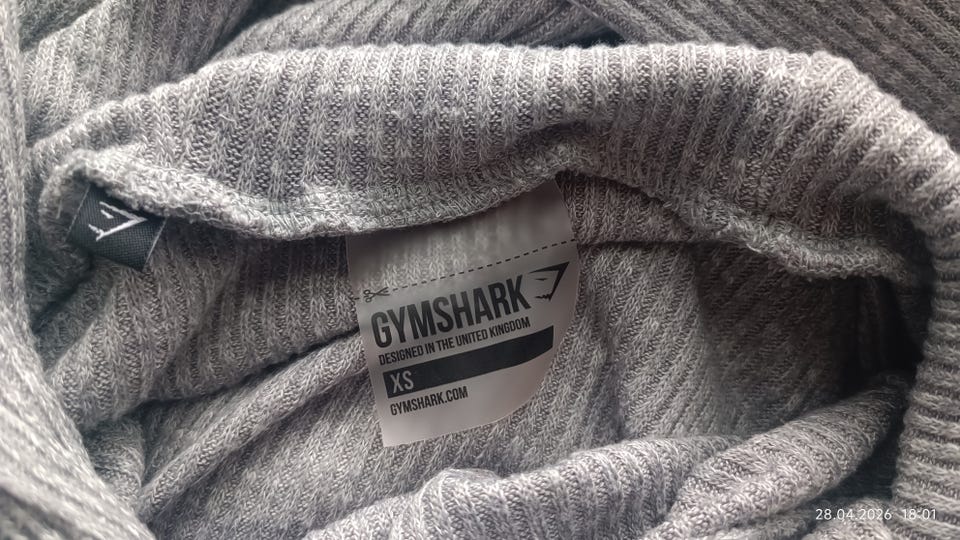 GYMSHARK
DESIGNED IN THE UNITED KINGDOM
XS
GYMSHARK.COM
28.04.2026 18:01